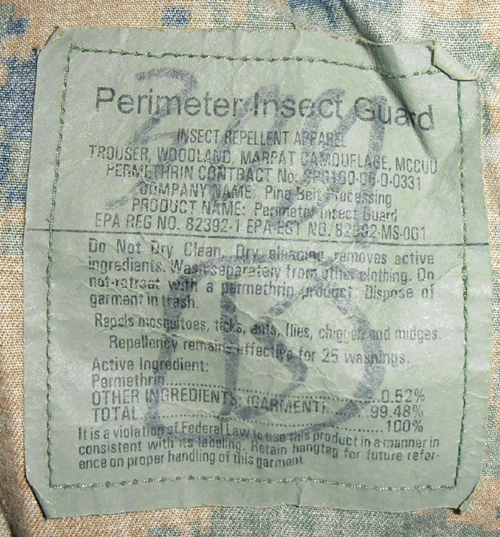 Perimeter Insect Guard
INSECT REPELLENT APPAREL
TROUSER, WOODLAND, MARPAT CAMOUFLAGE, MCCUU
PERMETHRIN CONTRACT No. SP0100-06-D-0331
COMPANY NAME: Pine Belt Processing
PRODUCT NAME: Perimeter Insect Guard
EPA REG NO. 82392-1 EPA EST NO. 82392-MS-001
Do Not Dry Clean. Dry cleaning removes active
ingredients. Wash separately from other clothing. Do
not retreat with a permethrin product. Dispose of
garment in trash.
Repels mosquitoes, ticks, ants, flies, chiggers and midges.
Repellency remains effective for 25 washings.
Active Ingredient:
Permethrin..........................................0.52%
OTHER INGREDIENTS: (GARMENT)..........99.48%
TOTAL..........................................100%
It is a violation of Federal Law to use this product in a manner in
consistent with its labeling. Retain hangtag for future refer-
ence on proper handling of this garment